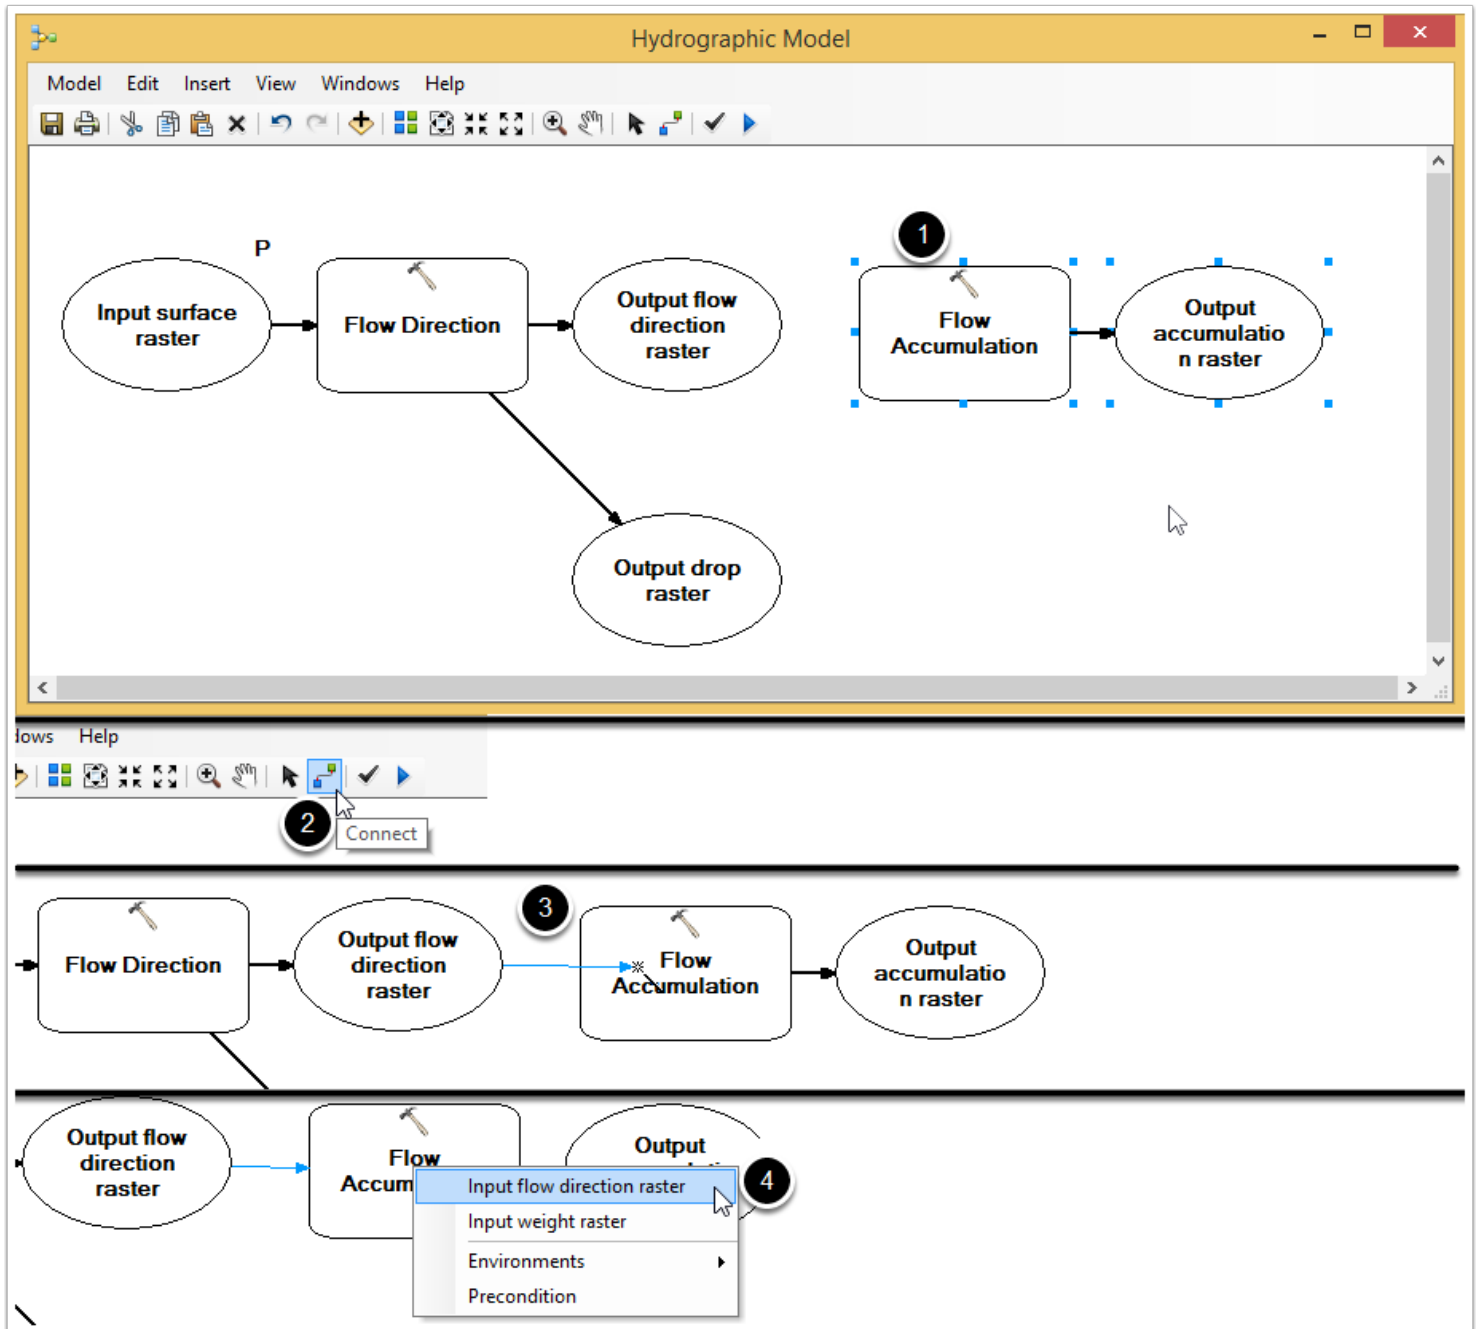 Hydrographic Model
Model Edit Insert View Windows Help
1
P
Input surface
raster
Flow Direction
Output flow
direction
raster
Flow
Accumulation
Output
accumulatio
n raster
Output drop
raster
dows Help
2
Connect
3
Flow Direction
Output flow
direction
raster
Flow
Accumulation
Output
accumulatio
n raster
Output flow
direction
raster
Flow
Accum
Output
4
Input flow direction raster
Input weight raster
Environments
Precondition